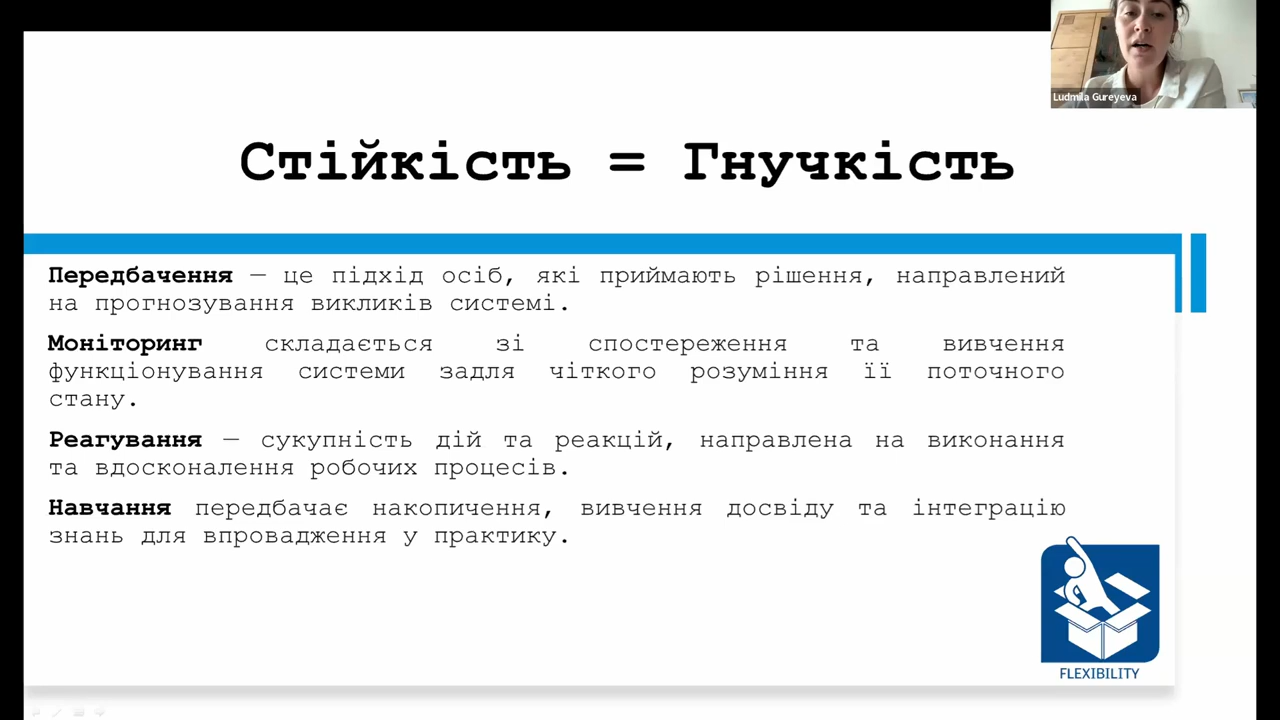 Ludmila Gureyeva
Стійкість = Гнучкість
Передбачення — це підхід осіб, які приймають рішення, направлений
на прогнозування викликів системі.
Моніторинг складається зі спостереження та вивчення
функціонування системи задля чіткого розуміння її поточного
стану.
Реагування — сукупність дій та реакцій, направлена на виконання
та вдосконалення робочих процесів.
Навчання передбачає накопичення, вивчення досвіду та інтеграцію
знань для впровадження у практику.
FLEXIBILITY